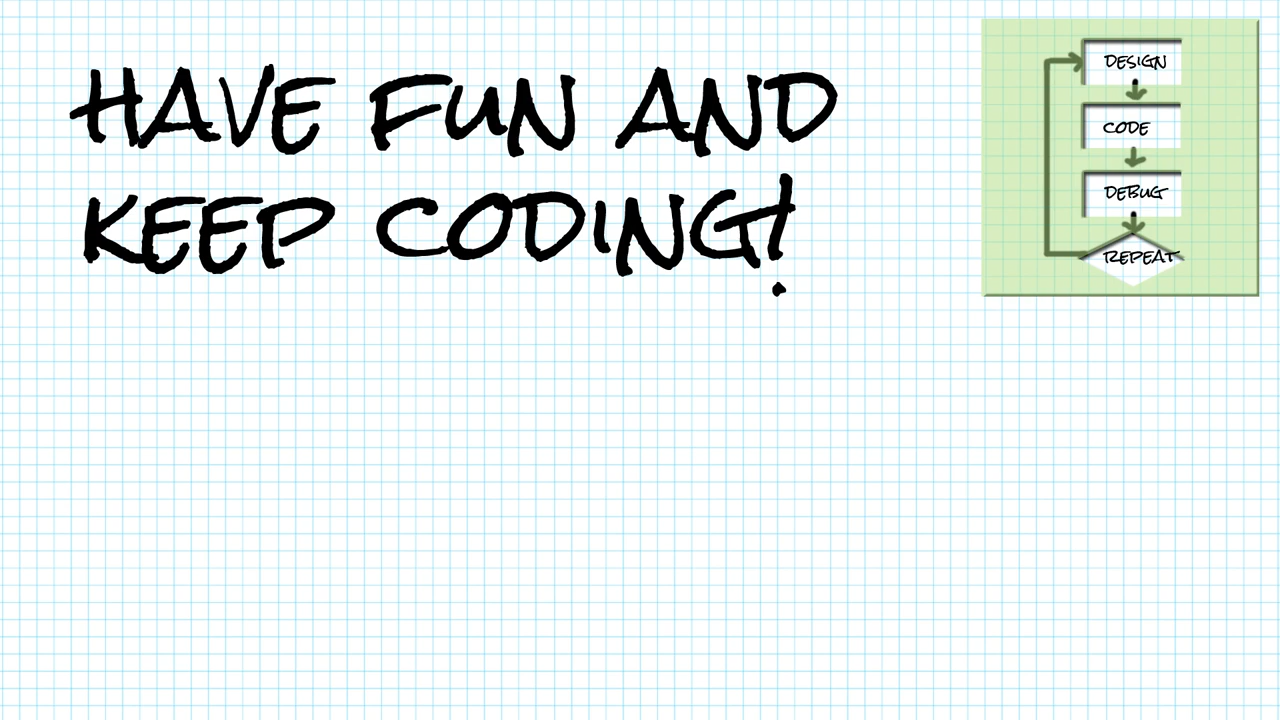 HAVE FUN AND
KEEP CODING!
DESIGN
CODE
DEBUG
REPEAT